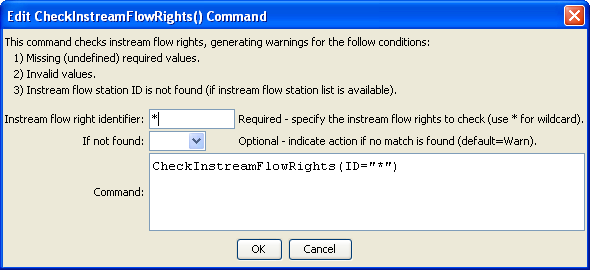 Edit CheckInstreamFlowRights() Command
This command checks instream flow rights, generating warnings for the follow conditions:
1) Missing (undefined) required values.
2) Invalid values.
3) Instream flow station ID is not found (if instream flow station list is available).
Instream flow right identifier: * Required - specify the instream flow rights to check (use * for wildcard).
If not found: Optional - indicate action if no match is found (default=Warn).
Command: CheckInstreamFlowRights(ID="*")
OK Cancel